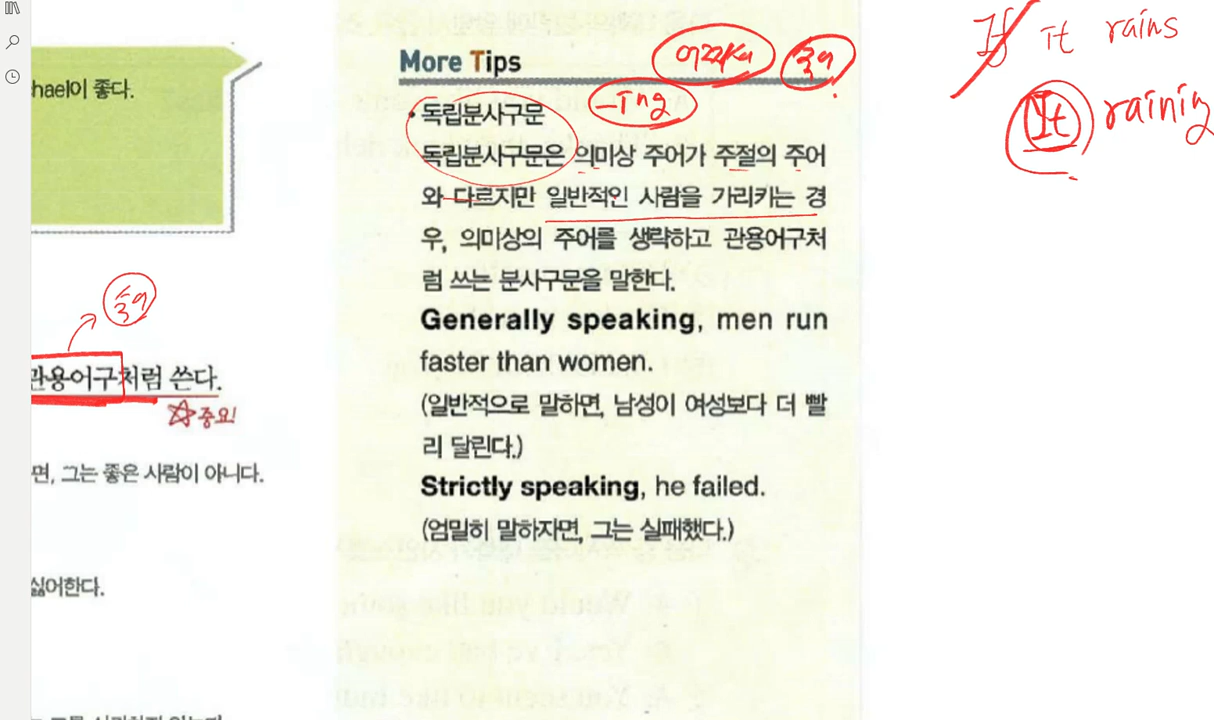 hael이 좋다.
관용어구처럼 쓴다.
숙어
중요!
면, 그는 좋은 사람이 아니다.
싫어한다.
More Tips
숙어
-ing
• 독립분사구문
독립분사구문은 의미상 주어가 주절의 주어
와 다르지만 일반적인 사람을 가리키는 경
우, 의미상의 주어를 생략하고 관용어구처
럼 쓰는 분사구문을 말한다.
Generally speaking, men run
faster than women.
(일반적으로 말하면, 남성이 여성보다 더 빨
리 달린다.)
Strictly speaking, he failed.
(엄밀히 말하자면, 그는 실패했다.)
If it rains
It rainig